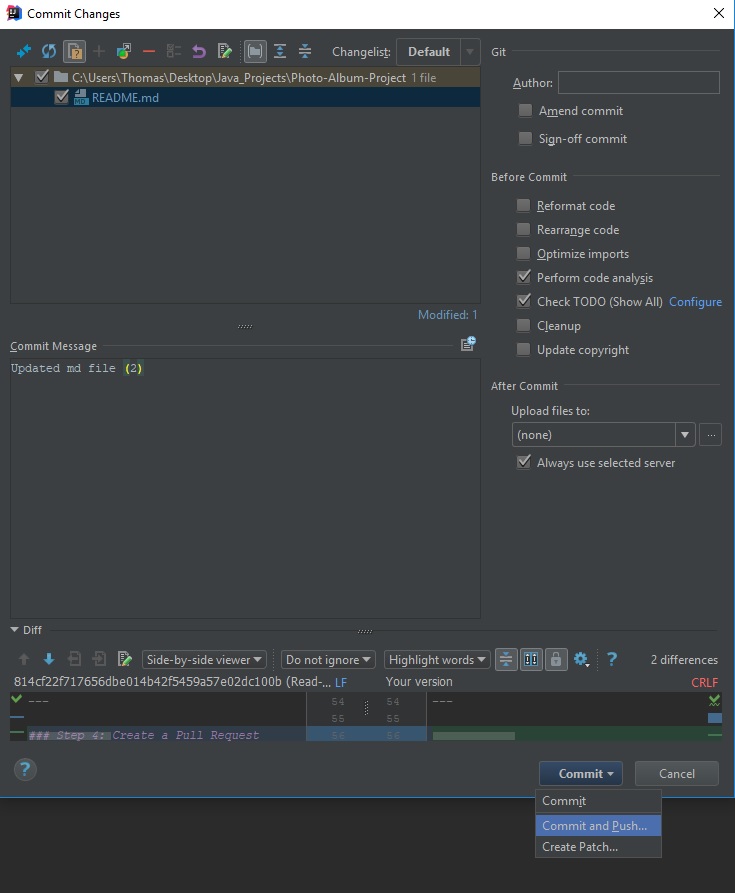 Commit Changes
Changelist: Default
C:\Users\Thomas\Desktop\Java_Projects\Photo-Album-Project 1 file
README.md
Modified: 1
Commit Message
Updated md file (2)
Git
Author:
Amend commit
Sign-off commit
Before Commit
Reformat code
Rearrange code
Optimize imports
Perform code analysis
Check TODO (Show All) Configure
Cleanup
Update copyright
After Commit
Upload files to:
(none)
...
Always use selected server
Diff
Side-by-side viewer Do not ignore Highlight words ? 2 differences
814cf22f717656dbe014b42f5459a57e02dc100b (Read-... LF Your version CRLF
--- 54 54 ---
55 55
### Step 4: Create a Pull Request 56 56
? Commit Cancel
Commit
Commit and Push...
Create Patch...